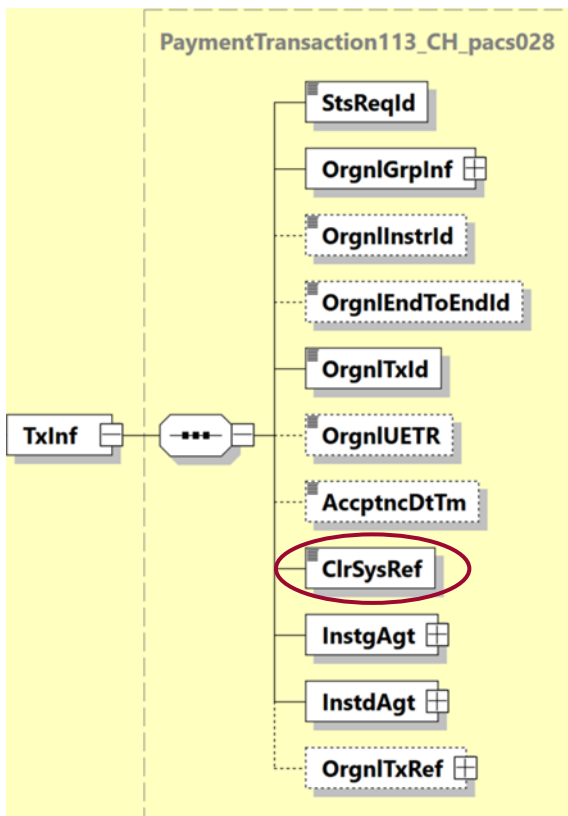 PaymentTransaction113_CH_pacs028
StsReqId
OrgnlGrpInf
OrgnlInstrId
OrgnlEndToEndId
OrgnlTxId
TxInf
OrgnlUETR
AccptncDtTm
ClrSysRef
InstgAgt
InstdAgt
OrgnlTxRef